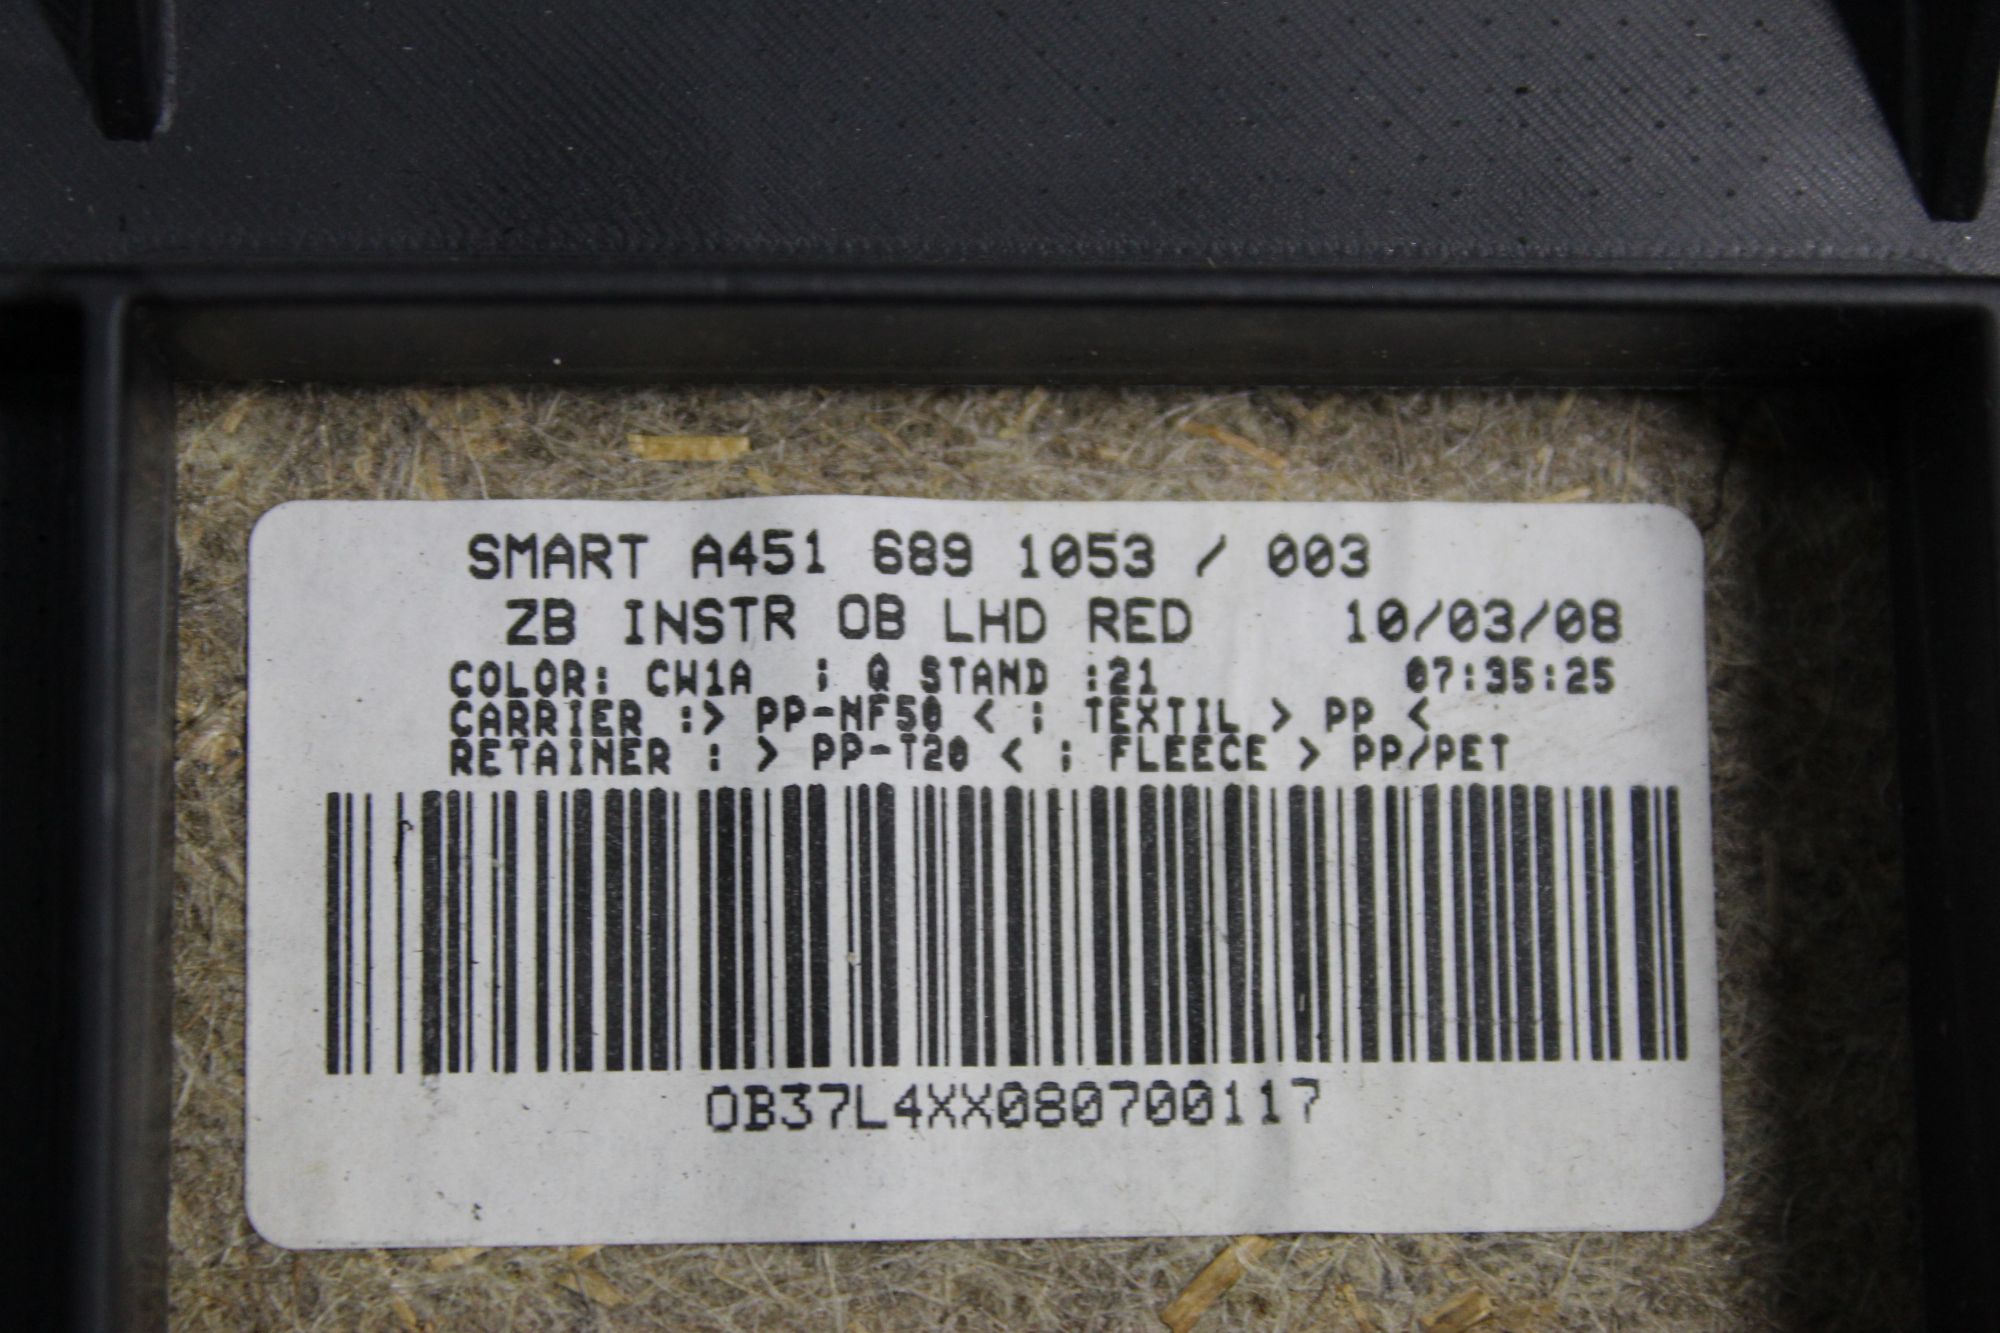 SMART A451 689 1053 / 003
ZB INSTR OB LHD RED 10/03/08
COLOR: CW1A ; Q STAND :21 07:35:25
CARRIER :> PP-NF50 < ; TEXTIL > PP <
RETAINER : > PP-T20 < ; FLEECE > PP/PET
OB37L4XX080700117